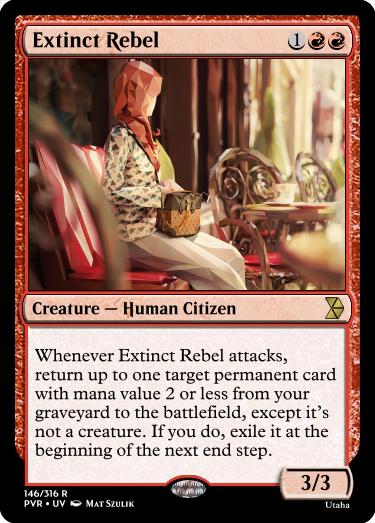 Extinct Rebel 1
Creature — Human Citizen
Whenever Extinct Rebel attacks,
return up to one target permanent card
with mana value 2 or less from your
graveyard to the battlefield, except it's
not a creature. If you do, exile it at the
beginning of the next end step.
3/3
146/316 R
PVR • UV Mat Szulik
Utaha